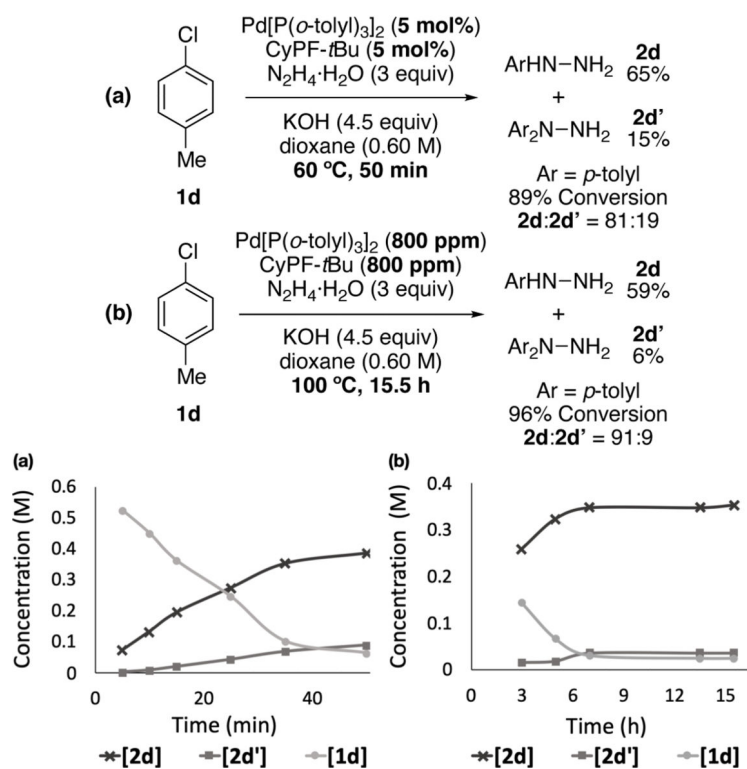 (a)
Cl
Me
1d
Pd[P(o-tolyl)3]2 (5 mol%)
CyPF-tBu (5 mol%)
N2H4·H2O (3 equiv)
KOH (4.5 equiv)
dioxane (0.60 M)
60 ºC, 50 min
ArHN–NH2 2d
65%
+
Ar2N–NH2 2d'
15%
Ar = p-tolyl
89% Conversion
2d:2d' = 81:19
(b)
Cl
Me
1d
Pd[P(o-tolyl)3]2 (800 ppm)
CyPF-tBu (800 ppm)
N2H4·H2O (3 equiv)
KOH (4.5 equiv)
dioxane (0.60 M)
100 ºC, 15.5 h
ArHN–NH2 2d
59%
+
Ar2N–NH2 2d'
6%
Ar = p-tolyl
96% Conversion
2d:2d' = 91:9
(a)
Concentration (M)
0.6
0.5
0.4
0.3
0.2
0.1
0
0 20 40
Time (min)
[2d] [2d'] [1d]
(b)
Concentration (M)
0.4
0.3
0.2
0.1
0
0 3 6 9 12 15
Time (h)
[2d] [2d'] [1d]